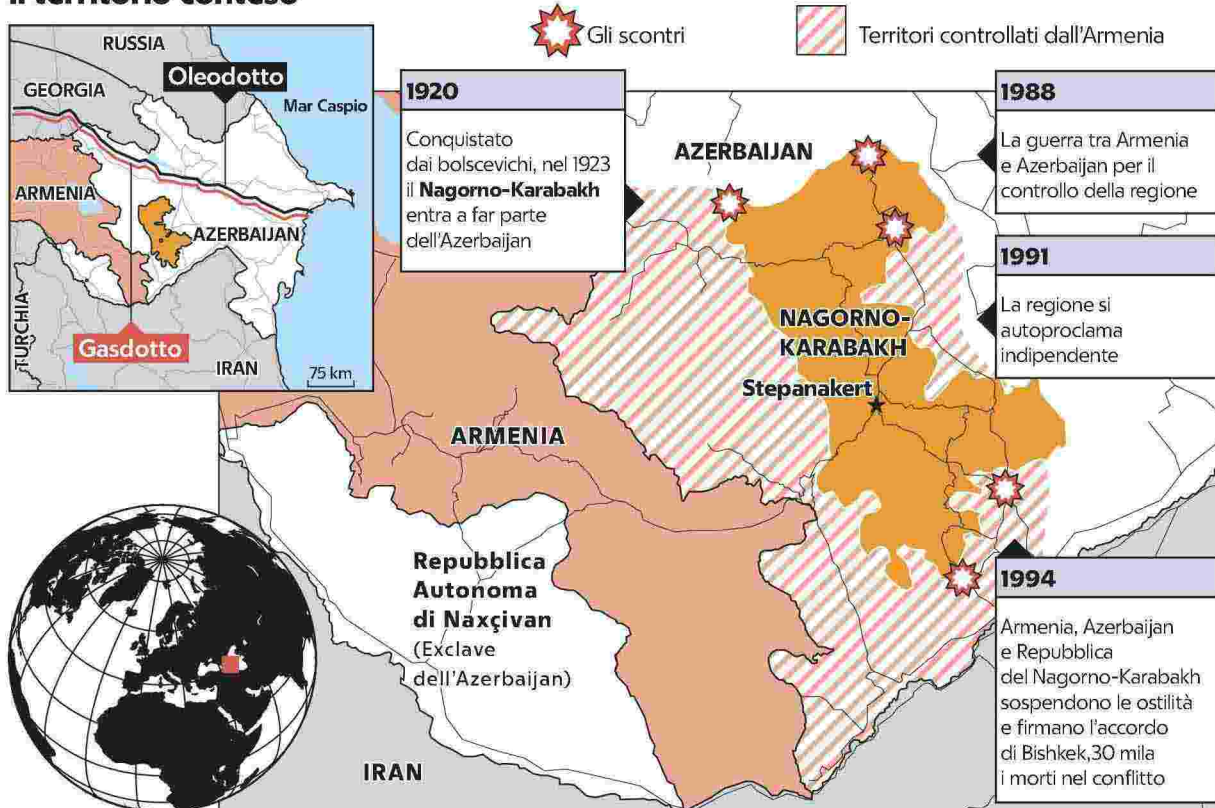 Il territorio conteso
Gli scontri
Territori controllati dall'Armenia
RUSSIA
Oleodotto
GEORGIA
Mar Caspio
ARMENIA
AZERBAIJAN
TURCHIA
Gasdotto
IRAN
75 km
1920
Conquistato
dai bolscevichi, nel 1923
il Nagorno-Karabakh
entra a far parte
dell'Azerbaijan
AZERBAIJAN
1988
La guerra tra Armenia
e Azerbaijan per il
controllo della regione
1991
La regione si
autoproclama
indipendente
NAGORNO-
KARABAKH
Stepanakert
ARMENIA
Repubblica
Autonoma
di Naxçivan
(Exclave
dell'Azerbaijan)
IRAN
1994
Armenia, Azerbaijan
e Repubblica
del Nagorno-Karabakh
sospendono le ostilità
e firmano l'accordo
di Bishkek,30 mila
i morti nel conflitto